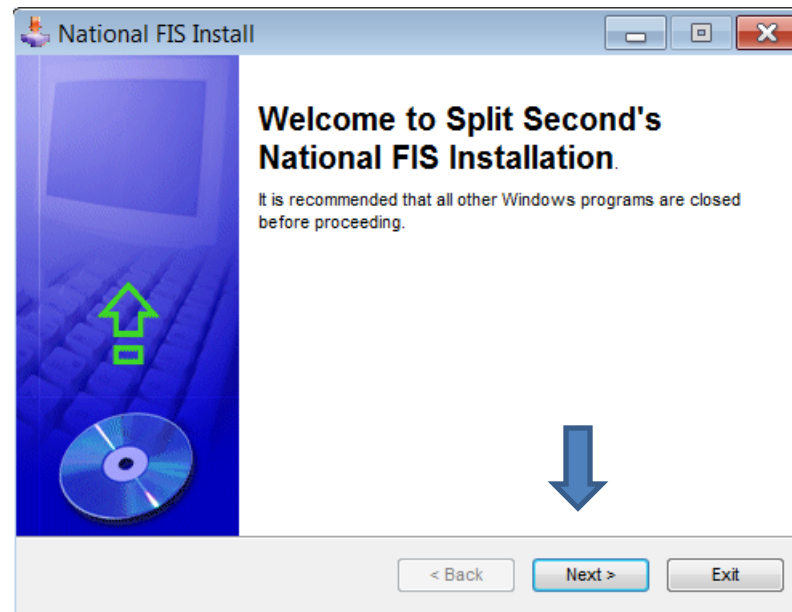 National FIS Install
Welcome to Split Second's
National FIS Installation.
It is recommended that all other Windows programs are closed
before proceeding.
< Back
Next >
Exit